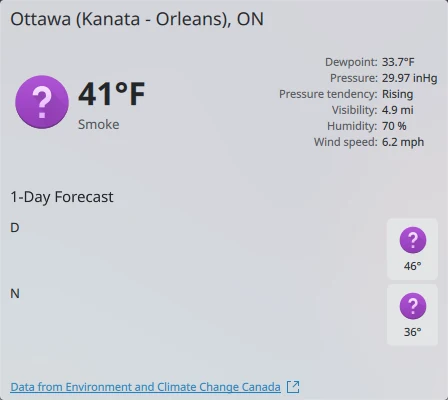 Ottawa (Kanata - Orleans), ON
?
41°F
Smoke
Dewpoint: 33.7°F
Pressure: 29.97 inHg
Pressure tendency: Rising
Visibility: 4.9 mi
Humidity: 70 %
Wind speed: 6.2 mph
1-Day Forecast
D
?
46°
N
?
36°
Data from Environment and Climate Change Canada